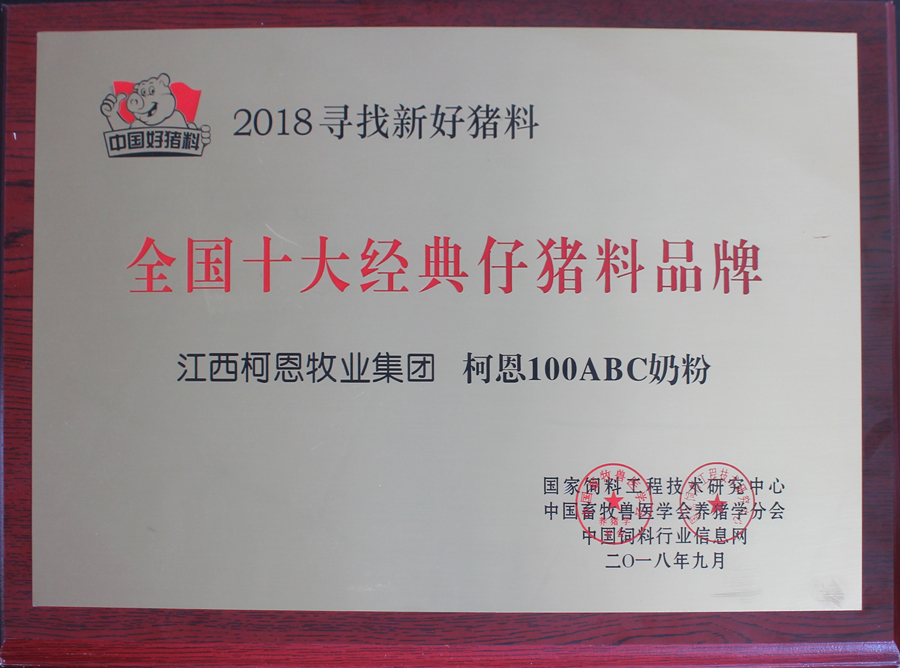 中国好猪料
2018寻找新好猪料
全国十大经典仔猪料品牌
江西柯恩牧业集团 柯恩100ABC奶粉
国家饲料工程技术研究中心
中国畜牧兽医学会养猪学分会
中国饲料行业信息网
二〇一八年九月